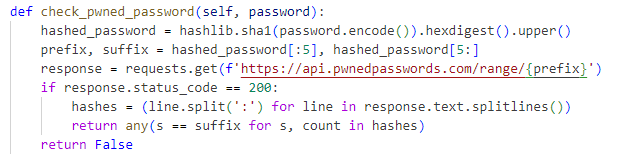 def check_pwned_password(self, password):
    hashed_password = hashlib.sha1(password.encode()).hexdigest().upper()
    prefix, suffix = hashed_password[:5], hashed_password[5:]
    response = requests.get(f'https://api.pwnedpasswords.com/range/{prefix}')
    if response.status_code == 200:
        hashes = (line.split(':') for line in response.text.splitlines())
        return any(s == suffix for s, count in hashes)
    return False